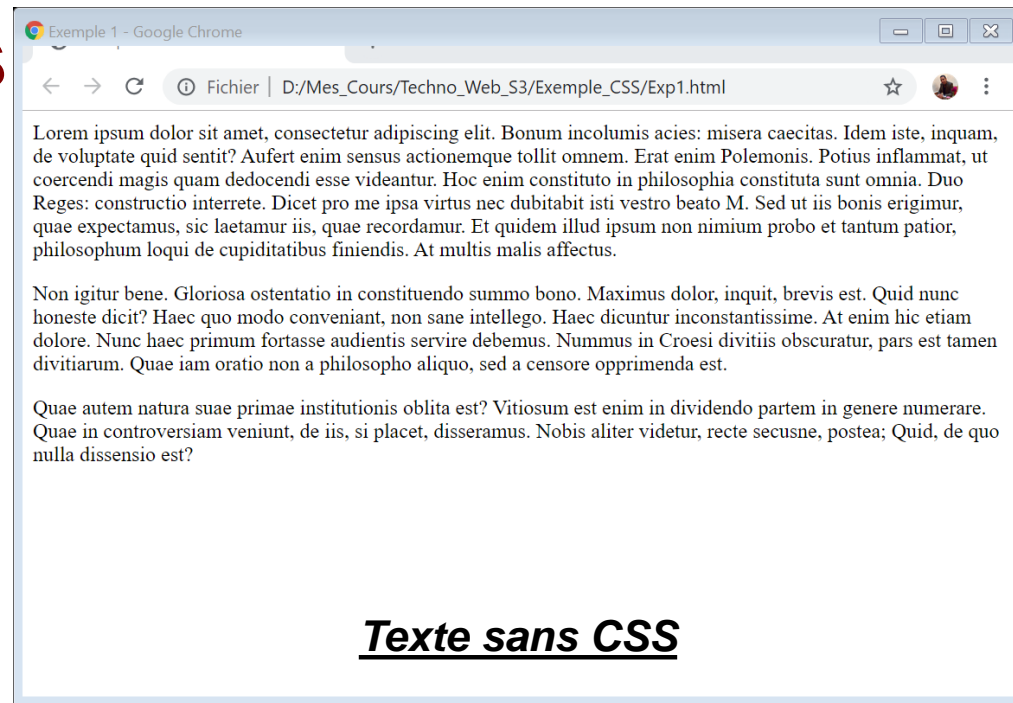 Exemple 1 - Google Chrome
S
Fichier | D:/Mes_Cours/Techno_Web_S3/Exemple_CSS/Exp1.html
Lorem ipsum dolor sit amet, consectetur adipiscing elit. Bonum incolumis acies: misera caecitas. Idem iste, inquam,
de voluptate quid sentit? Aufert enim sensus actionemque tollit omnem. Erat enim Polemonis. Potius inflammat, ut
coercendi magis quam dedocendi esse videantur. Hoc enim constituto in philosophia constituta sunt omnia. Duo
Reges: constructio interrete. Dicet pro me ipsa virtus nec dubitabit isti vestro beato M. Sed ut iis bonis erigimur,
quae expectamus, sic laetamur iis, quae recordamur. Et quidem illud ipsum non nimium probo et tantum patior,
philosophum loqui de cupiditatibus finiendis. At multis malis affectus.
Non igitur bene. Gloriosa ostentatio in constituendo summo bono. Maximus dolor, inquit, brevis est. Quid nunc
honeste dicit? Haec quo modo conveniant, non sane intellego. Haec dicuntur inconstantissime. At enim hic etiam
dolore. Nunc haec primum fortasse audientis servire debemus. Nummus in Croesi divitiis obscuratur, pars est tamen
divitiarum. Quae iam oratio non a philosopho aliquo, sed a censore opprimenda est.
Quae autem natura suae primae institutionis oblita est? Vitiosum est enim in dividendo partem in genere numerare.
Quae in controversiam veniunt, de iis, si placet, disseramus. Nobis aliter videtur, recte secusne, postea; Quid, de quo
nulla dissensio est?
Texte sans CSS